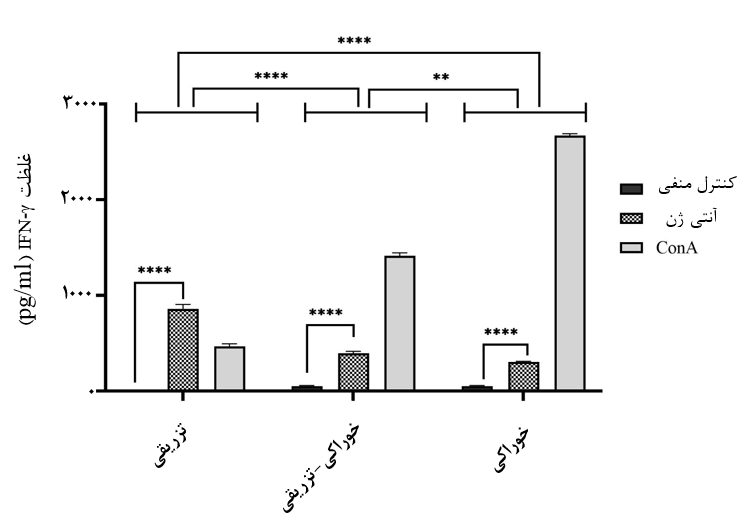 ****
**** **
۳۰۰۰
۲۰۰۰
۱۰۰۰
۰
غلظت IFN-γ (pg/ml)
****
****
****
کنترل منفی
آنتی ژن
ConA
تزریقی
خوراکی-تزریقی
خوراکی